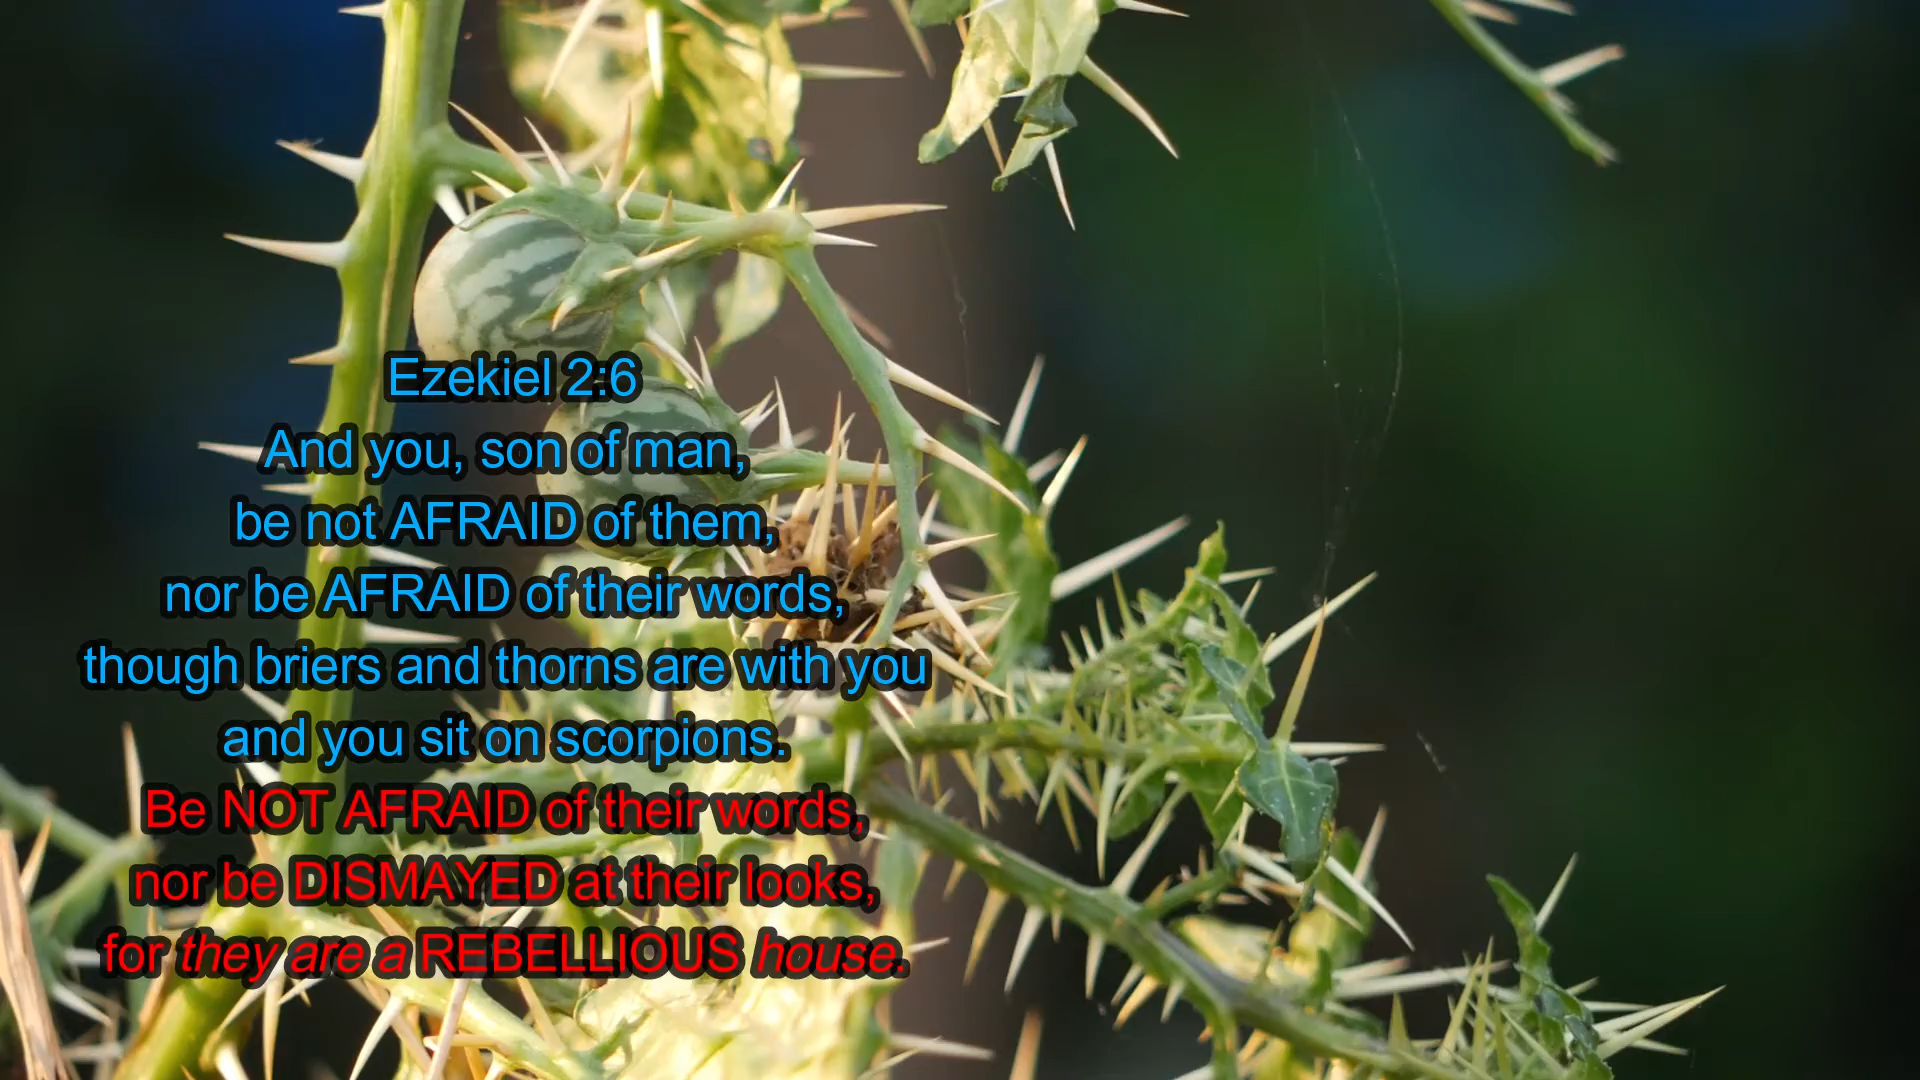 Ezekiel 2:6
And you, son of man,
be not AFRAID of them,
nor be AFRAID of their words,
though briers and thorns are with you
and you sit on scorpions.
Be NOT AFRAID of their words,
nor be DISMAYED at their looks,
for they are a REBELLIOUS house.